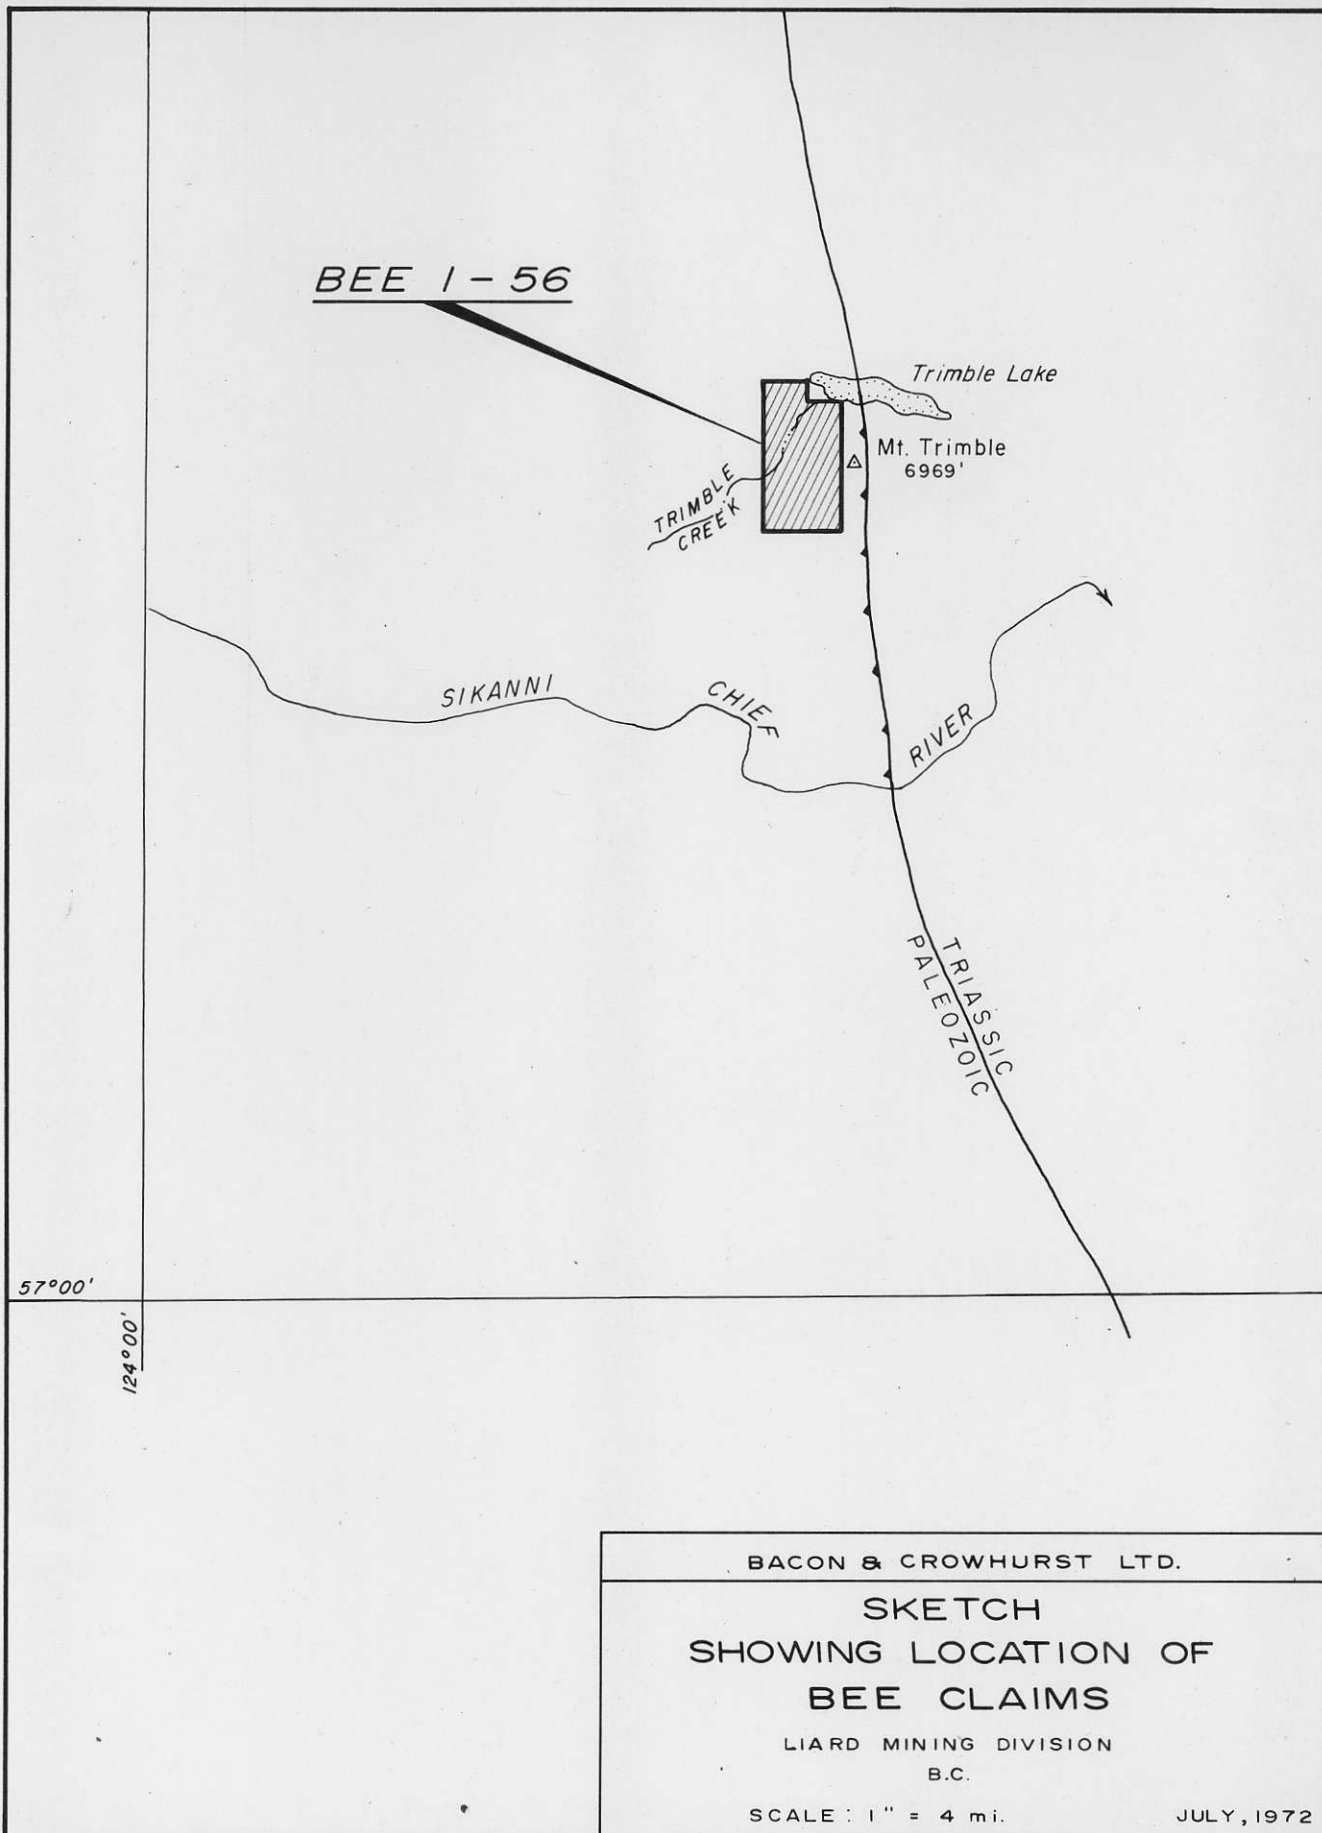 BEE 1-56
Trimble Lake
Mt. Trimble
6969'
TRIMBLE
CREEK
SIKANNI CHIEF RIVER
TRIASSIC
PALEOZOIC
57°00'
124°00'
BACON & CROWHURST LTD.
SKETCH
SHOWING LOCATION OF
BEE CLAIMS
LIARD MINING DIVISION
B.C.
SCALE: 1" = 4 mi. JULY, 1972